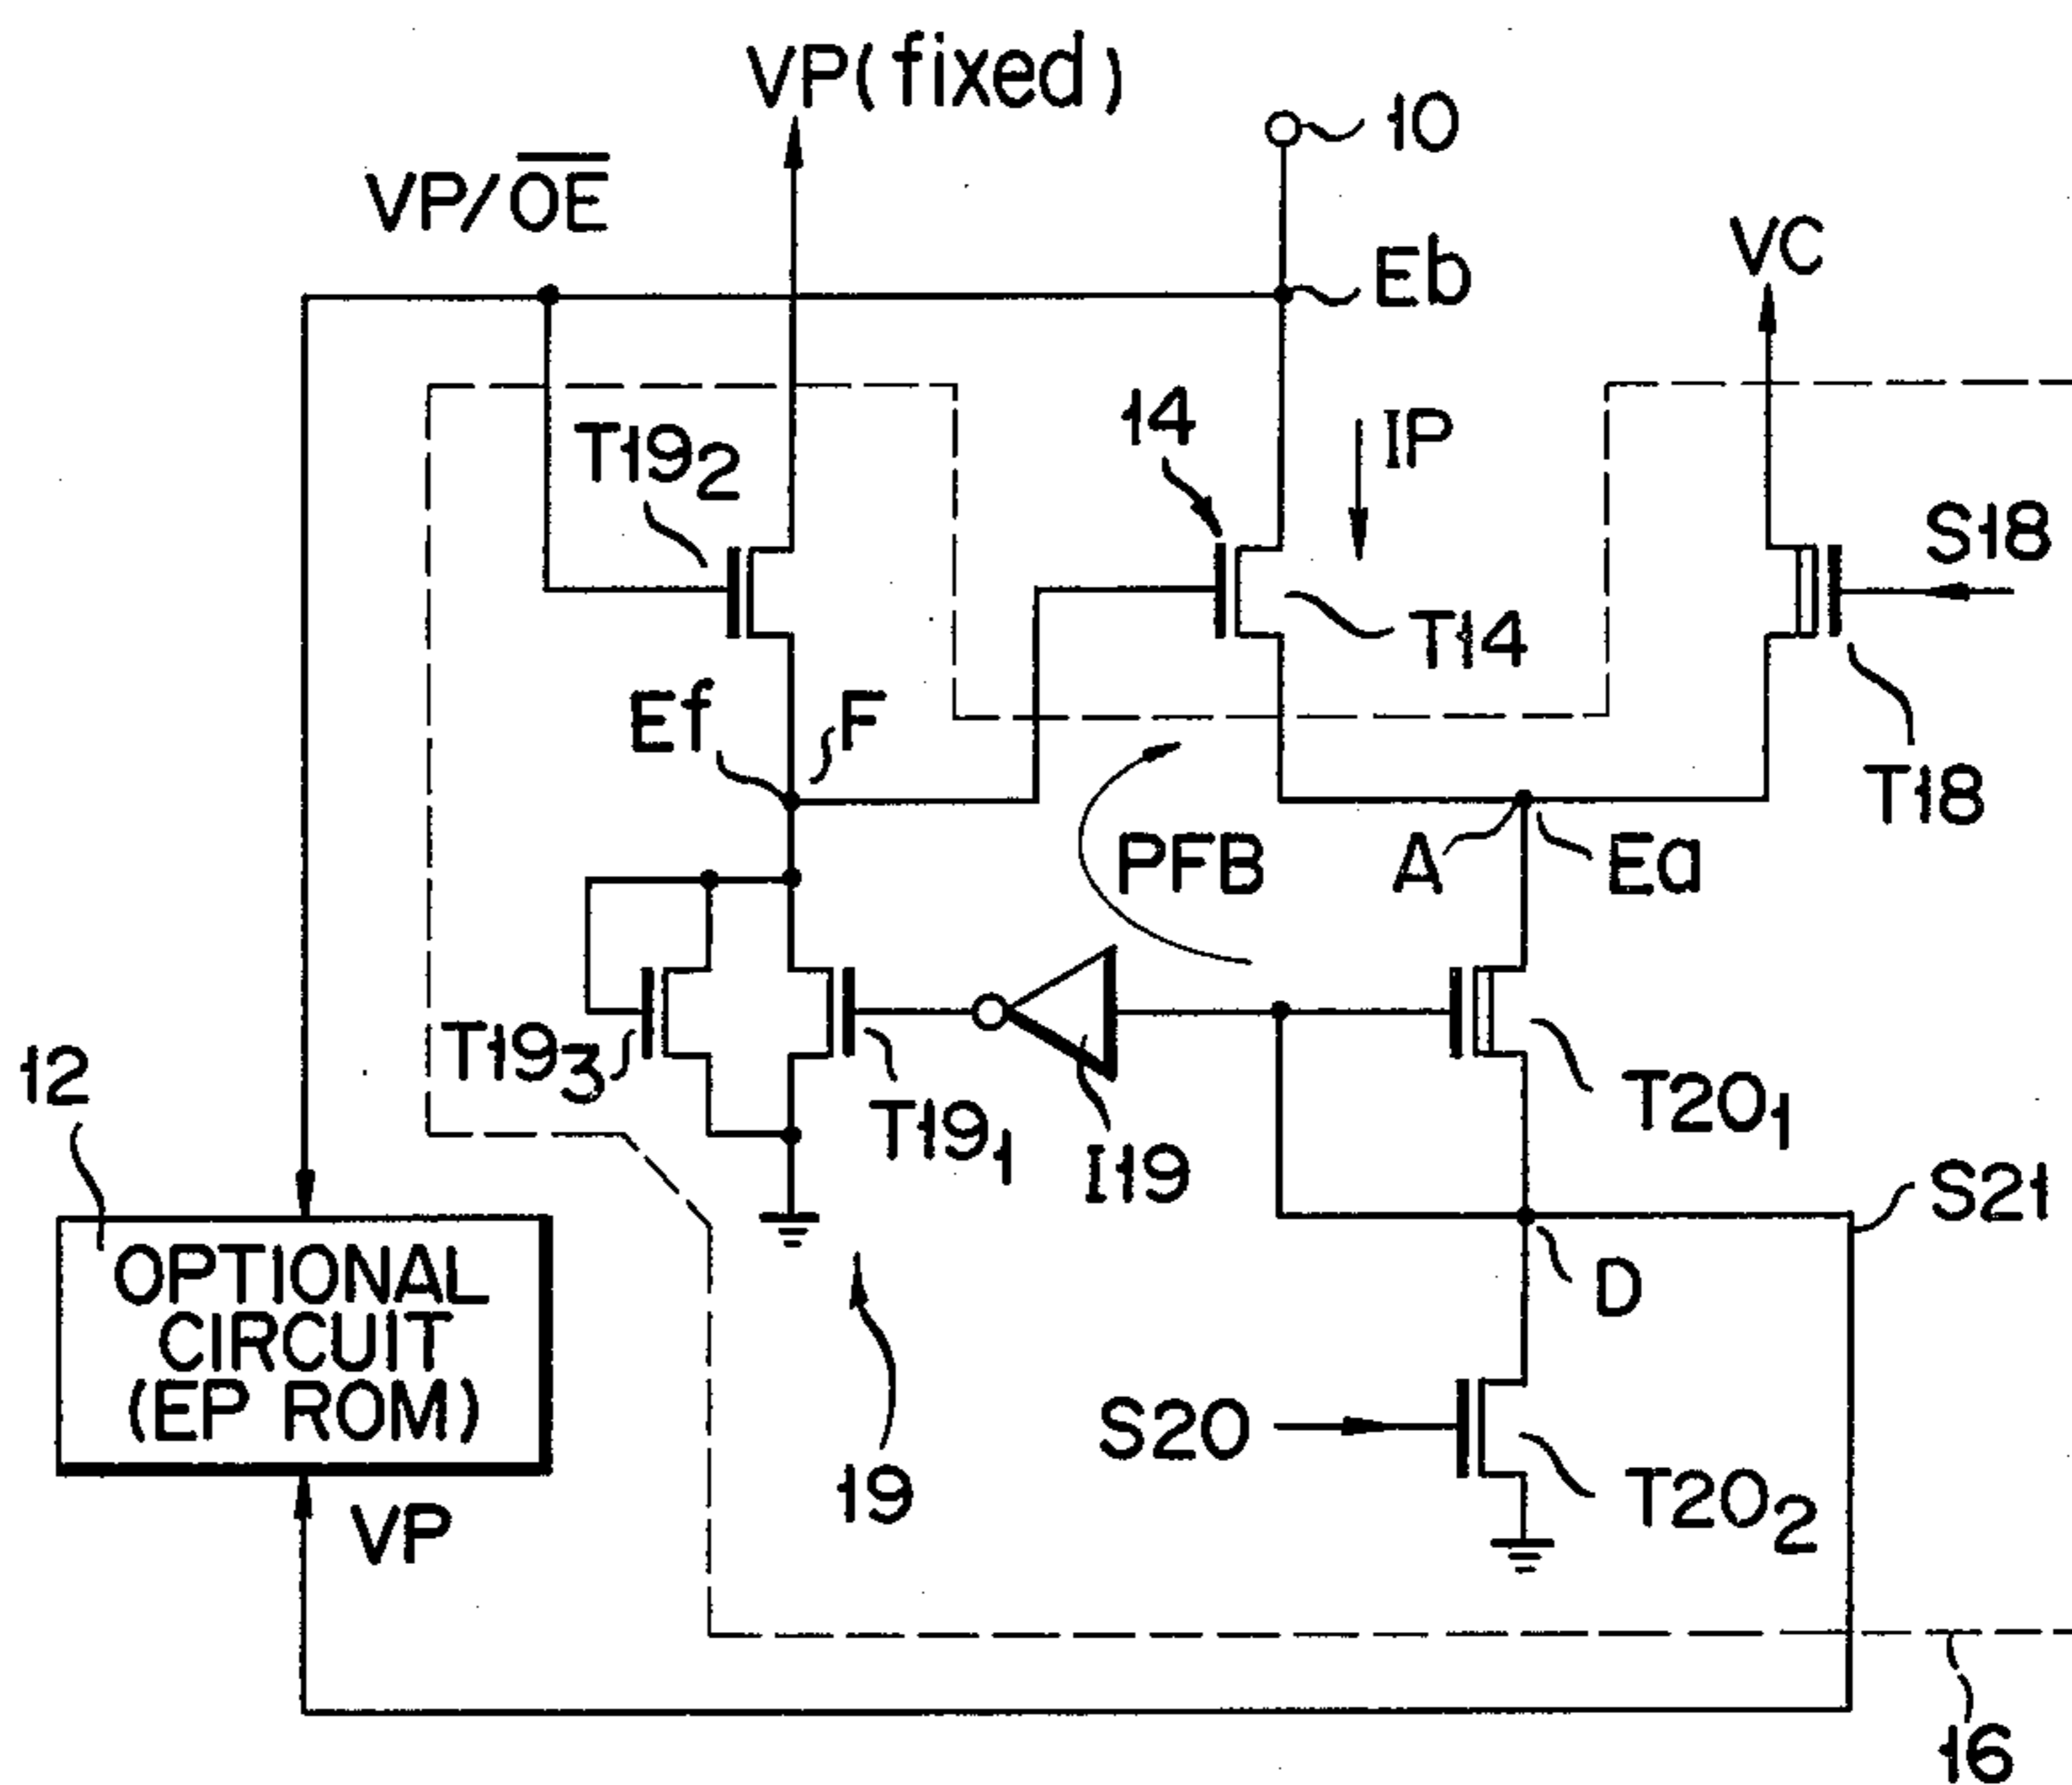 VP(fixed)
10
VP/O̅E̅
Eb
VC
14
IP
T19₂
S18
T14
Ef
F
T18
PFB
A
Ea
T19₃
12
T19₁
I19
T20₁
S21
D
OPTIONAL
CIRCUIT
(EP ROM)
S20
19
T20₂
VP
16